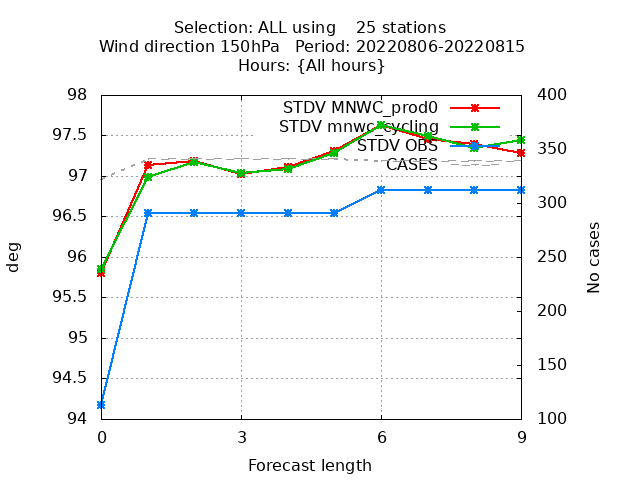 Selection: ALL using    25 stations
Wind direction 150hPa   Period: 20220806-20220815
Hours: {All hours}
STDV MNWC_prod0
STDV mnwc_cycling
STDV OBS
CASES
98
97.5
97
96.5
96
95.5
95
94.5
94
400
350
300
250
200
150
100
deg
No cases
0 3 6 9
Forecast length